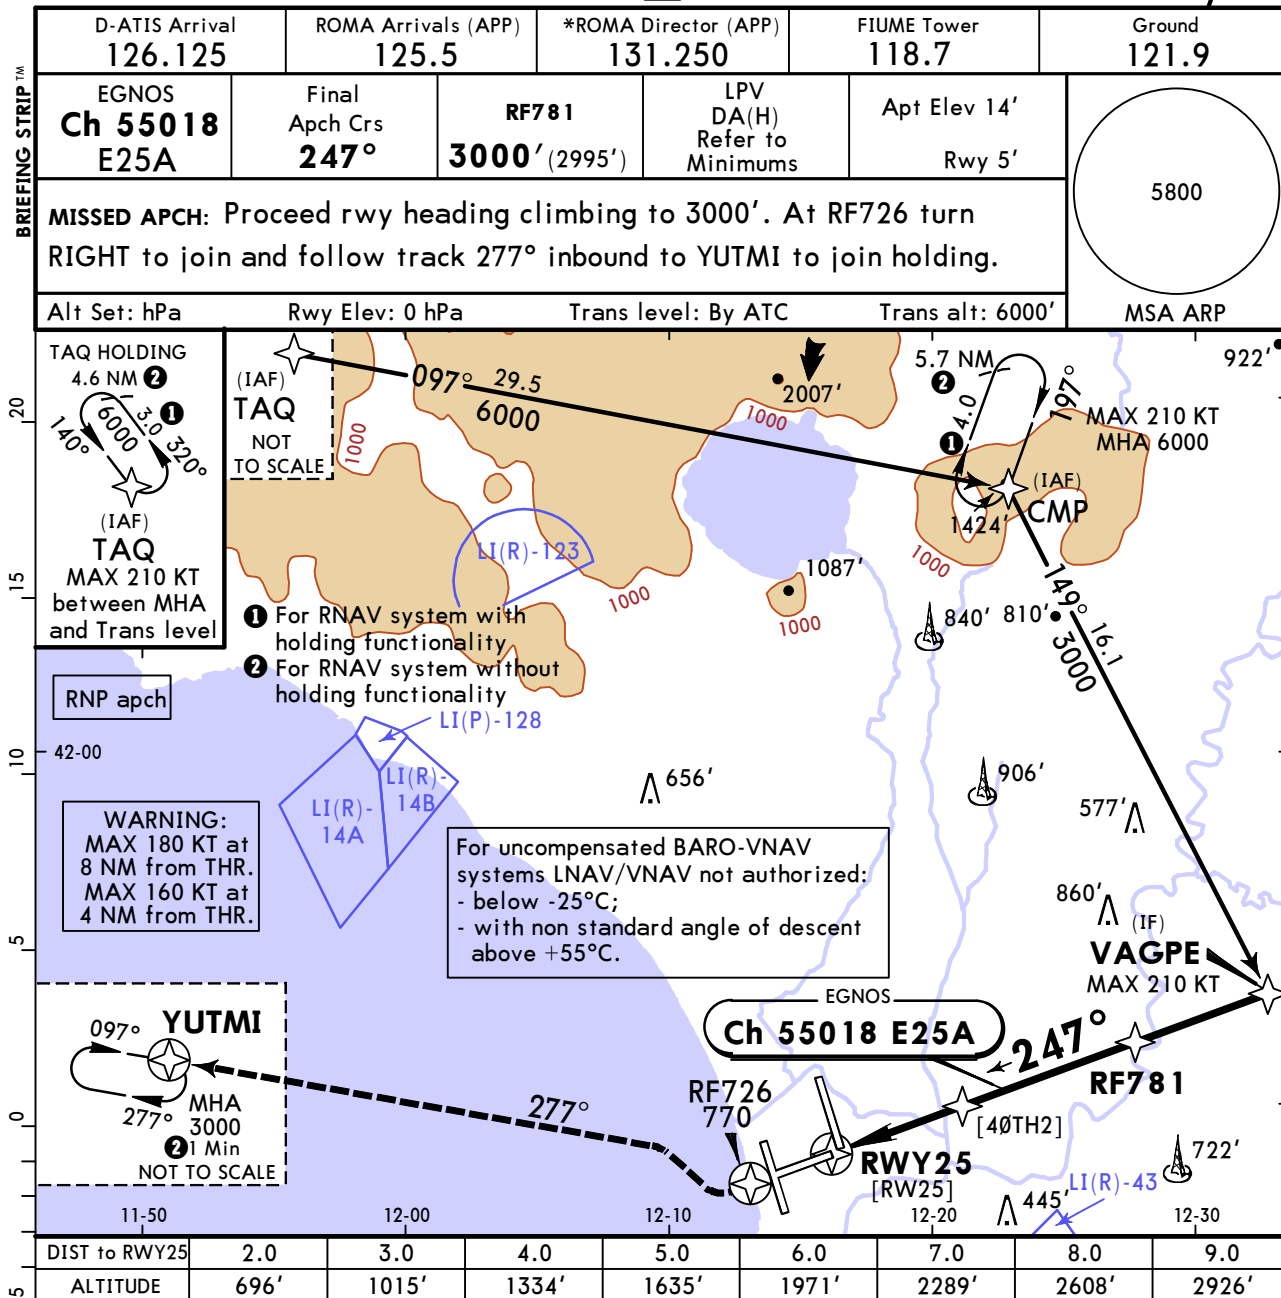 D-ATIS Arrival
126.125
ROMA Arrivals (APP)
125.5
*ROMA Director (APP)
131.250
FIUME Tower
118.7
Ground
121.9
BRIEFING STRIP™
EGNOS
Ch 55018
E25A
Final
Apch Crs
247°
RF781
3000' (2995')
LPV
DA(H)
Refer to
Minimums
Apt Elev 14'
Rwy 5'
5800
MSA ARP
MISSED APCH: Proceed rwy heading climbing to 3000'. At RF726 turn
RIGHT to join and follow track 277° inbound to YUTMI to join holding.
Alt Set: hPa
Rwy Elev: 0 hPa
Trans level: By ATC
Trans alt: 6000'
TAQ HOLDING
4.6 NM 2
3.0 1
6000
140°
320°
(IAF)
TAQ
MAX 210 KT
between MHA
and Trans level
(IAF)
TAQ
NOT
TO SCALE
097° 29.5
6000
2007'
1000
1000
5.7 NM
2
4.0
1
197°
922'
MAX 210 KT
MHA 6000
(IAF)
CMP
1424'
1000
LI(R)-123
1000
1087'
1000
1 For RNAV system with
holding functionality
2 For RNAV system without
holding functionality
840'
810'
149° 16.1
3000
RNP apch
LI(P)-128
42-00
LI(R)-
14A
LI(R)-
14B
656'
906'
577'
WARNING:
MAX 180 KT at
8 NM from THR.
MAX 160 KT at
4 NM from THR.
For uncompensated BARO-VNAV
systems LNAV/VNAV not authorized:
- below -25°C;
- with non standard angle of descent
above +55°C.
860'
(IF)
VAGPE
MAX 210 KT
EGNOS
Ch 55018 E25A
247°
RF781
[4ØTH2]
YUTMI
097°
277°
MHA
3000
2 1 Min
NOT TO SCALE
277°
RF726
770
RWY25
[RW25]
722'
445'
LI(R)-43
20
15
10
5
0
5
11-50
12-00
12-10
12-20
12-30
DIST to RWY25 2.0 3.0 4.0 5.0 6.0 7.0 8.0 9.0
ALTITUDE 696' 1015' 1334' 1635' 1971' 2289' 2608' 2926'